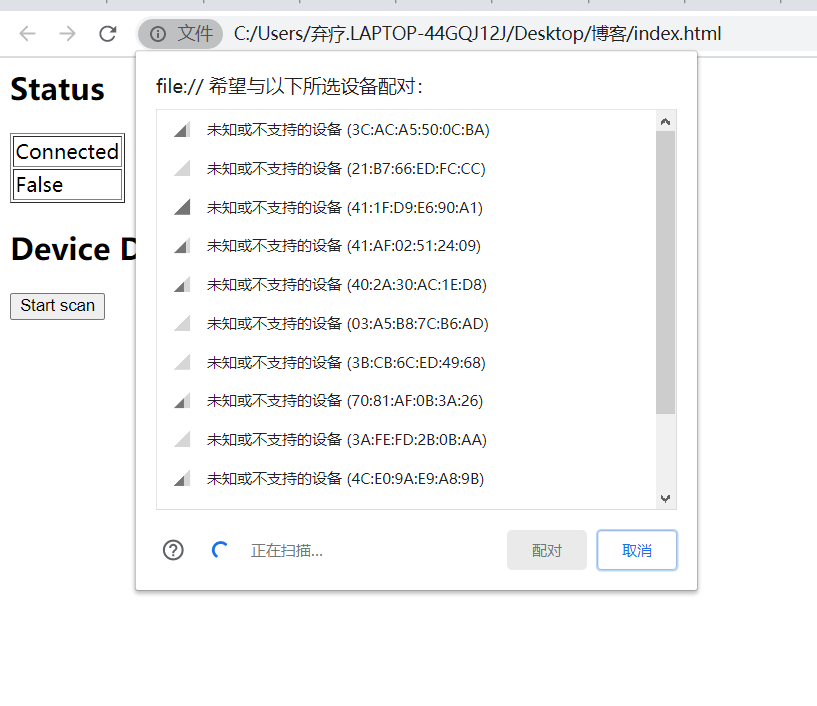 文件 C:/Users/弃疗.LAPTOP-44GQJ12J/Desktop/博客/index.html
Status
Connected
False
Device D
Start scan
file:// 希望与以下所选设备配对：
未知或不支持的设备 (3C:AC:A5:50:0C:BA)
未知或不支持的设备 (21:B7:66:ED:FC:CC)
未知或不支持的设备 (41:1F:D9:E6:90:A1)
未知或不支持的设备 (41:AF:02:51:24:09)
未知或不支持的设备 (40:2A:30:AC:1E:D8)
未知或不支持的设备 (03:A5:B8:7C:B6:AD)
未知或不支持的设备 (3B:CB:6C:ED:49:68)
未知或不支持的设备 (70:81:AF:0B:3A:26)
未知或不支持的设备 (3A:FE:FD:2B:0B:AA)
未知或不支持的设备 (4C:E0:9A:E9:A8:9B)
正在扫描... 配对 取消